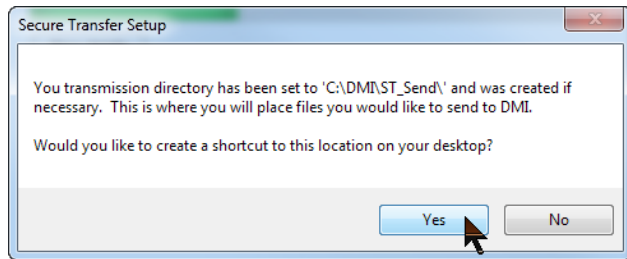 Secure Transfer Setup
You transmission directory has been set to 'C:\DMI\ST_Send\' and was created if
necessary.  This is where you will place files you would like to send to DMI.
Would you like to create a shortcut to this location on your desktop?
Yes
No